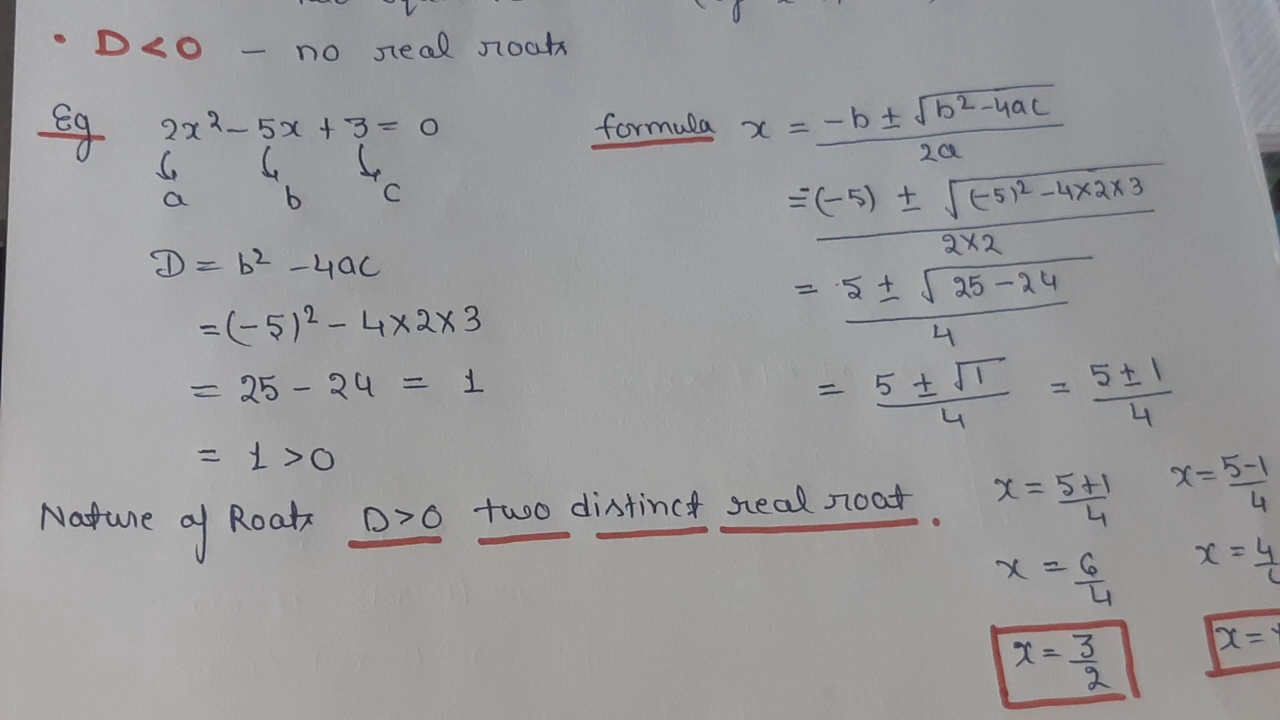 • D<0 – no real roots
Eg 2x² – 5x + 3 = 0
a b c
D = b² – 4ac
= (–5)² – 4×2×3
= 25 – 24 = 1
= 1 >0
Nature of Roots D>0 two distinct real root.
formula x = (–b ± √(b² – 4ac))/2a
= –(–5) ± √((–5)² – 4×2×3)/2×2
= (5 ± √(25 – 24))/4
= (5 ± √1)/4 = (5 ± 1)/4
x = (5+1)/4 x = (5–1)/4
x = 6/4 x = 4/
x = 3/2 x =